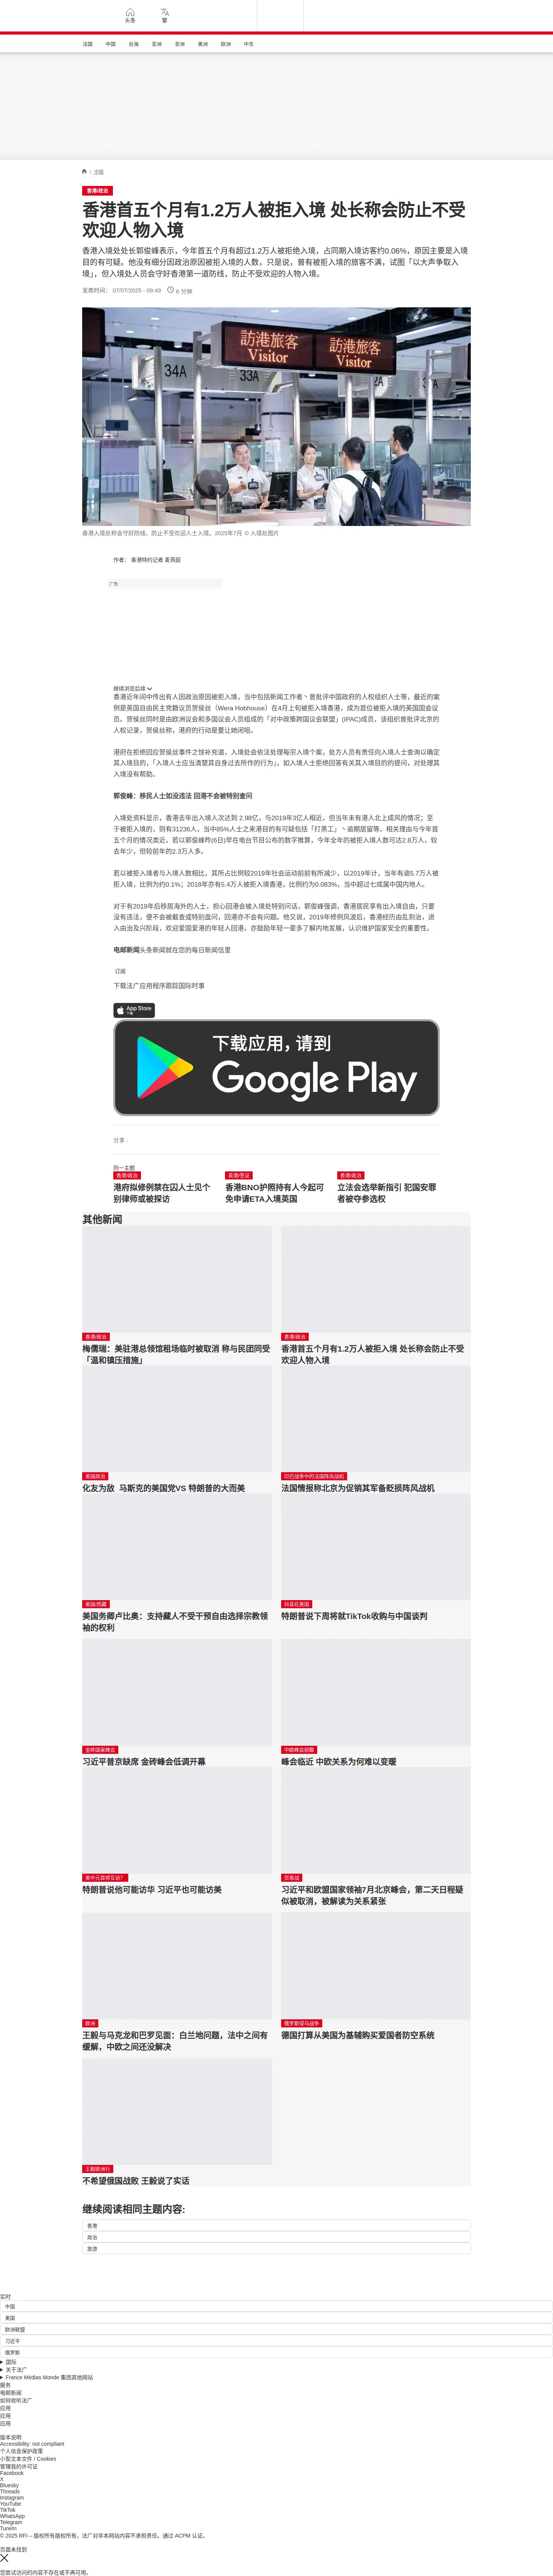 头条
繁
法国
中国
台海
亚洲
非洲
美洲
欧洲
中东
/ 中国
香港/政治
香港首五个月有1.2万人被拒入境 处长称会防止不受
欢迎人物入境
香港入境处处长郭俊峰表示，今年首五个月有超过1.2万人被拒绝入境，占同期入境访客约0.06%，原因主要是入境
目的有可疑。他没有细分因政治原因被拒入境的人数，只是说，曾有被拒入境的旅客不满，试图「以大声争取入
境」，但入境处人员会守好香港第一道防线，防止不受欢迎的人物入境。
发表时间： 07/07/2025 - 09:49
6 分钟
訪港旅客
Visitor
訪港旅客
Visitor
34A
33A
香港入境处称会守好防线，防止不受欢迎人士入境。2025年7月 © 入境处图片
作者： 香港特约记者 麦燕庭
广告
继续浏览后续
香港近年间中传出有人因政治原因被拒入境，当中包括新闻工作者丶曾批评中国政府的人权组织人士等，最近的案
例是英国自由民主党籍议员贺侯丝（Wera Hobhouse）在4月上旬被拒入境香港，成为首位被拒入境的英国国会议
员。贺侯丝同时是由欧洲议会和多国议会人员组成的「对中政策跨国议会联盟」(IPAC)成员，该组织曾批评北京的
人权记录，贺侯丝称，港府的行动是要让她闭咀。
港府在拒绝回应贺侯丝事件之馀补充道，入境处会依法处理每宗入境个案，处方人员有责任向入境人士查询以确定
其入境目的，「入境人士应当清楚其自身过去所作的行为」，如入境人士拒绝回答有关其入境目的的提问，对处理其
入境没有帮助。
郭俊峰：移民人士如没违法 回港不会被特别查问
入境处资料显示，香港去年出入境人次达到 2.98亿，与2019年3亿人相近，但当年未有港人北上成风的情况；至
于被拒入境的，则有31236人，当中85%人士之来港目的有可疑包括「打黑工」丶逾期居留等。相关理由与今年首
五个月的情况类近，若以郭俊峰昨(6日)早在电台节目公布的数字推算，今年全年的被拒入境人数可达2.8万人，较
去年少，但较前年的2.3万人多。
若以被拒入境者与入境人数相比，其所占比例较2019年社会运动前前有所减少，以2019年计，当年有逾5.7万人被
拒入境，比例为约0.1%；2018年亦有5.4万人被拒入境香港，比例约为0.083%，当中超过七成属中国内地人。
对于有2019年后移居海外的人士，担心回港会被入境处特别问话，郭俊峰强调，香港居民享有出入境自由，只要
没有违法，便不会被截查或特别盘问，回港亦不会有问题。他又说，2019年修例风波后，香港经历由乱到治，进
入由治及兴阶段，欢迎爱国爱港的年轻人回港，亦鼓励年轻一辈多了解内地发展，认识维护国家安全的重要性。
电邮新闻头条新闻就在您的每日新闻信里
订阅
下载法广应用程序跟踪国际时事
App Store
下载
下载应用，请到
Google Play
分享 :
同一主题
香港/政治
港府拟修例禁在囚人士见个
别律师或被探访
英港/签证
香港BNO护照持有人今起可
免申请ETA入境英国
香港/政治
立法会选举新指引 犯国安罪
者被夺参选权
其他新闻
香港/政治
梅儒瑞：美驻港总领馆租场临时被取消 称与民团同受
「温和镇压措施」
香港/政治
香港首五个月有1.2万人被拒入境 处长称会防止不受
欢迎人物入境
美国政治
化友为敌 马斯克的美国党VS 特朗普的大而美
印巴战争中的法国阵风战机
法国情报称北京为促销其军备贬损阵风战机
美国/西藏
美国务卿卢比奥：支持藏人不受干预自由选择宗教领
袖的权利
抖音在美国
特朗普说下周将就TikTok收购与中国谈判
金砖国家峰会
习近平普京缺席 金砖峰会低调开幕
中欧峰会前瞻
峰会临近 中欧关系为何难以变暖
美中元首将互访？
特朗普说他可能访华 习近平也可能访美
贸易战
习近平和欧盟国家领袖7月北京峰会，第二天日程疑
似被取消，被解读为关系紧张
欧洲
王毅与马克龙和巴罗见面：白兰地问题，法中之间有
缓解，中欧之间还没解决
俄罗斯侵乌战争
德国打算从美国为基辅购买爱国者防空系统
王毅欧洲行
不希望俄国战败 王毅说了实话
继续阅读相同主题内容:
香港
政治
旅游
实时
中国
美国
欧洲联盟
习近平
俄罗斯
国际
关于法广
France Médias Monde 集团其他网站
服务
电邮新闻
如何收听法广
应用
应用
应用
版本说明
Accessibility: not compliant
个人信息保护政策
小型文本文件 / Cookies
管理我的许可证
Facebook
X
Bluesky
Threads
Instagram
YouTube
TikTok
WhatsApp
Telegram
TuneIn
© 2025 RFI – 版权所有版权所有。法广对非本网站内容不承担责任。通过 ACPM 认证。
页面未找到
您尝试访问的内容不存在或不再可用。